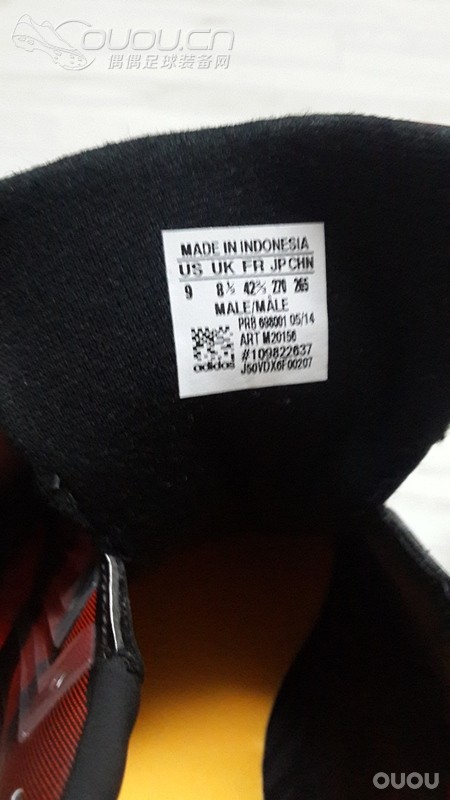 OUOU.CN
偶偶足球装备网
MADE IN INDONESIA
US UK FR JP CHN
9 8½ 42⅔ 270 265
MALE/MÂLE
PRB 698001 05/14
ART M20156
#109822637
adidas J50VDX6F00207
OUOU